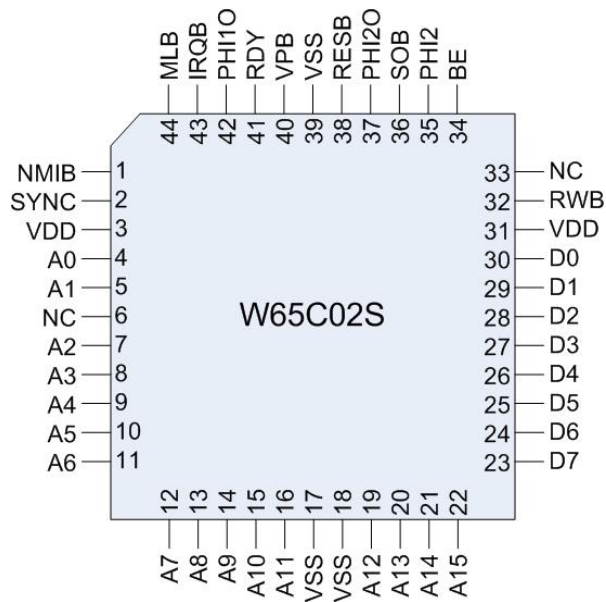 MLB IRQB PHI1O RDY VPB VSS RESB PHI2O SOB PHI2 BE
44 43 42 41 40 39 38 37 36 35 34
NMIB 1 33 NC
SYNC 2 32 RWB
VDD 3 31 VDD
A0 4 30 D0
A1 5 29 D1
NC 6 W65C02S 28 D2
A2 7 27 D3
A3 8 26 D4
A4 9 25 D5
A5 10 24 D6
A6 11 23 D7
12 13 14 15 16 17 18 19 20 21 22
A7 A8 A9 A10 A11 VSS VSS A12 A13 A14 A15